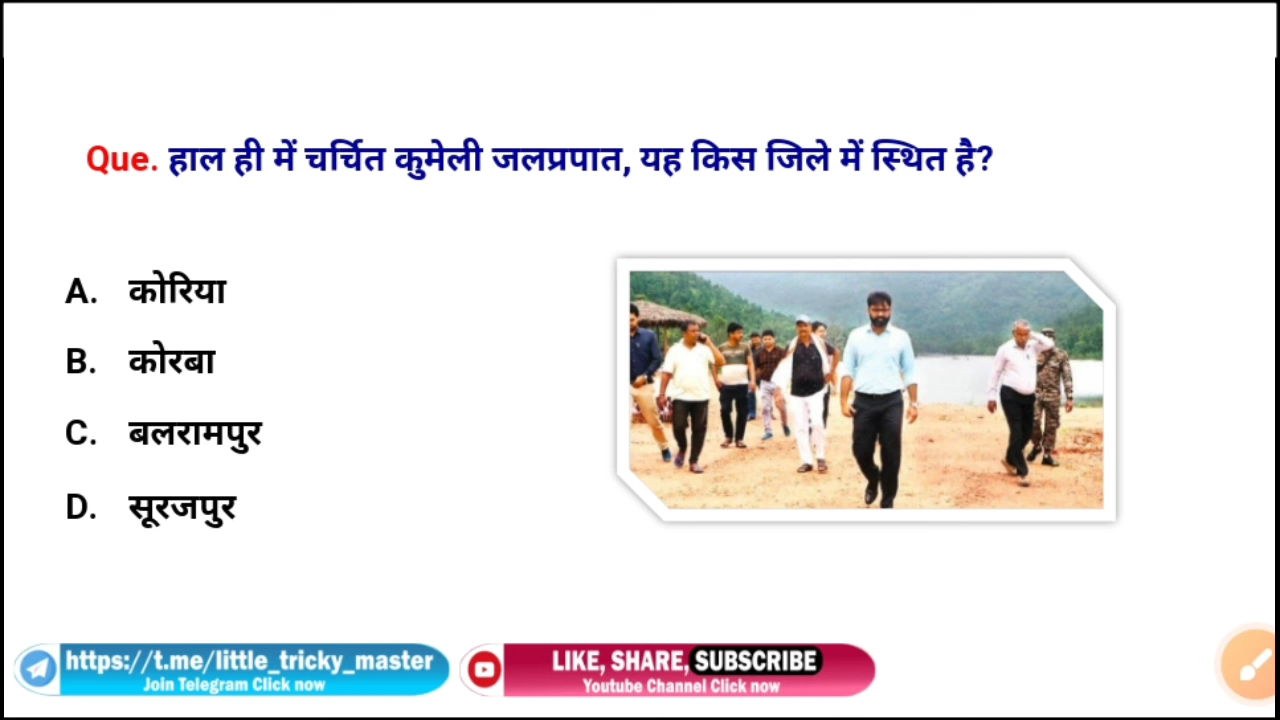 Que. हाल ही में चर्चित कुमेली जलप्रपात, यह किस जिले में स्थित है?
A. कोरिया
B. कोरबा
C. बलरामपुर
D. सूरजपुर
https://t.me/little_tricky_master
Join Telegram Click now
LIKE, SHARE, SUBSCRIBE
Youtube Channel Click now